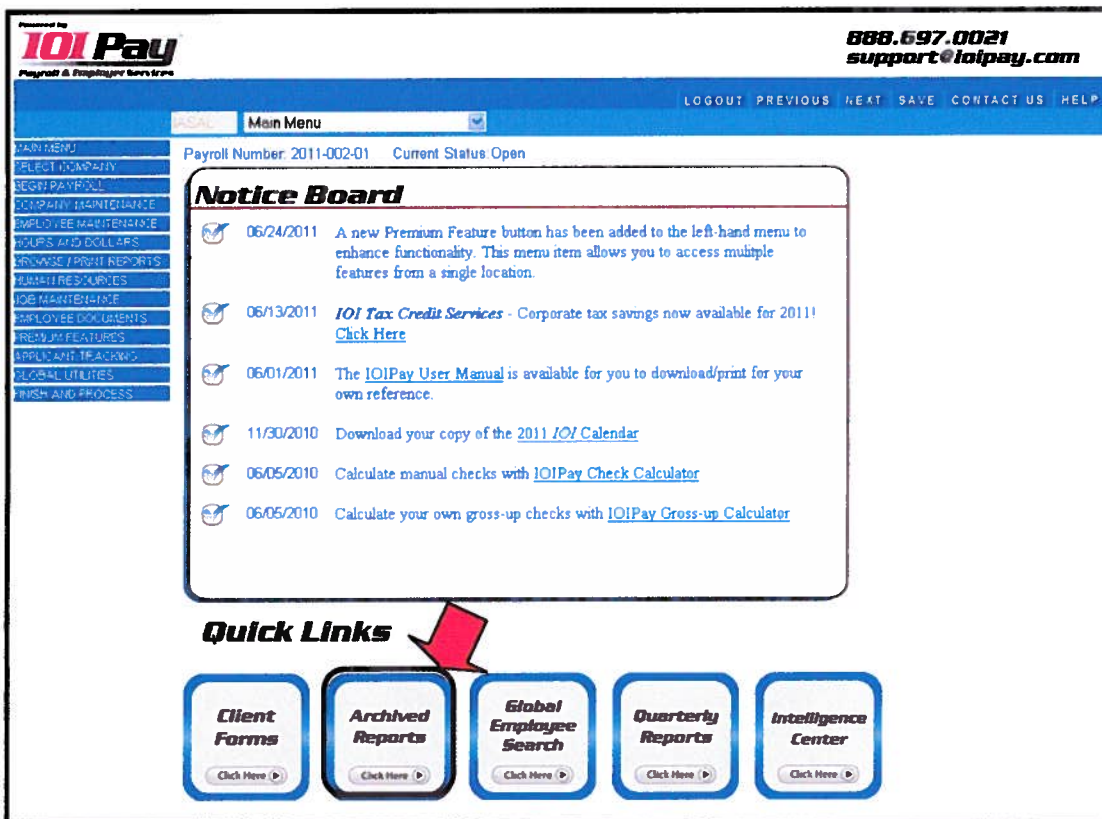 Powered by
IOI Pay
Payroll & Employer Services
888.697.0021
support@ioipay.com
LOGOUT PREVIOUS NEXT SAVE CONTACT US HELP
Main Menu
Payroll Number: 2011-002-01 Current Status:Open
MAIN MENU
SELECT COMPANY
BEGIN PAYROLL
COMPANY MAINTENANCE
EMPLOYEE MAINTENANCE
HOURS AND DOLLARS
BROWSE / PRINT REPORTS
HUMAN RESOURCES
JOB MAINTENANCE
EMPLOYEE DOCUMENTS
PREMIUM FEATURES
APPLICANT TRACKING
GLOBAL UTILITIES
FINISH AND PROCESS
Notice Board
06/24/2011 A new Premium Feature button has been added to the left-hand menu to
enhance functionality. This menu item allows you to access mulitple
features from a single location.
06/13/2011 IOI Tax Credit Services - Corporate tax savings now available for 2011!
Click Here
06/01/2011 The IOIPay User Manual is available for you to download/print for your
own reference.
11/30/2010 Download your copy of the 2011 IOI Calendar
06/05/2010 Calculate manual checks with IOIPay Check Calculator
06/05/2010 Calculate your own gross-up checks with IOIPay Gross-up Calculator
Quick Links
Client
Forms
Click Here
Archived
Reports
Click Here
Global
Employee
Search
Click Here
Quarterly
Reports
Click Here
Intelligence
Center
Click Here